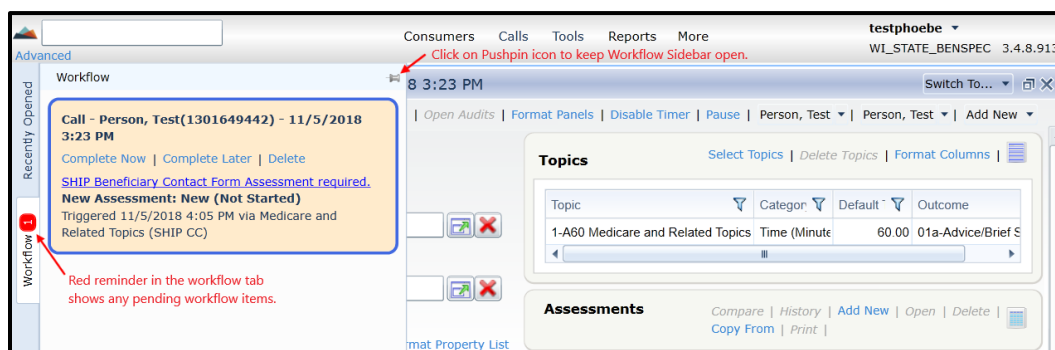 Consumers Calls Tools Reports More
testphoebe
WI_STATE_BENSPEC 3.4.8.913
Advanced
Click on Pushpin icon to keep Workflow Sidebar open.
Recently Opened
Workflow 1
Workflow
8 3:23 PM
Switch To...
Call - Person, Test(1301649442) - 11/5/2018
3:23 PM
Complete Now | Complete Later | Delete
SHIP Beneficiary Contact Form Assessment required.
New Assessment: New (Not Started)
Triggered 11/5/2018 4:05 PM via Medicare and
Related Topics (SHIP CC)
Red reminder in the workflow tab
shows any pending workflow items.
| Open Audits | Format Panels | Disable Timer | Pause | Person, Test | Person, Test | Add New
Topics
Select Topics | Delete Topics | Format Columns |
Topic Categor Default Outcome
1-A60 Medicare and Related Topics Time (Minute 60.00 01a-Advice/Brief S
Assessments
Compare | History | Add New | Open | Delete |
Copy From | Print |
rmat Property List